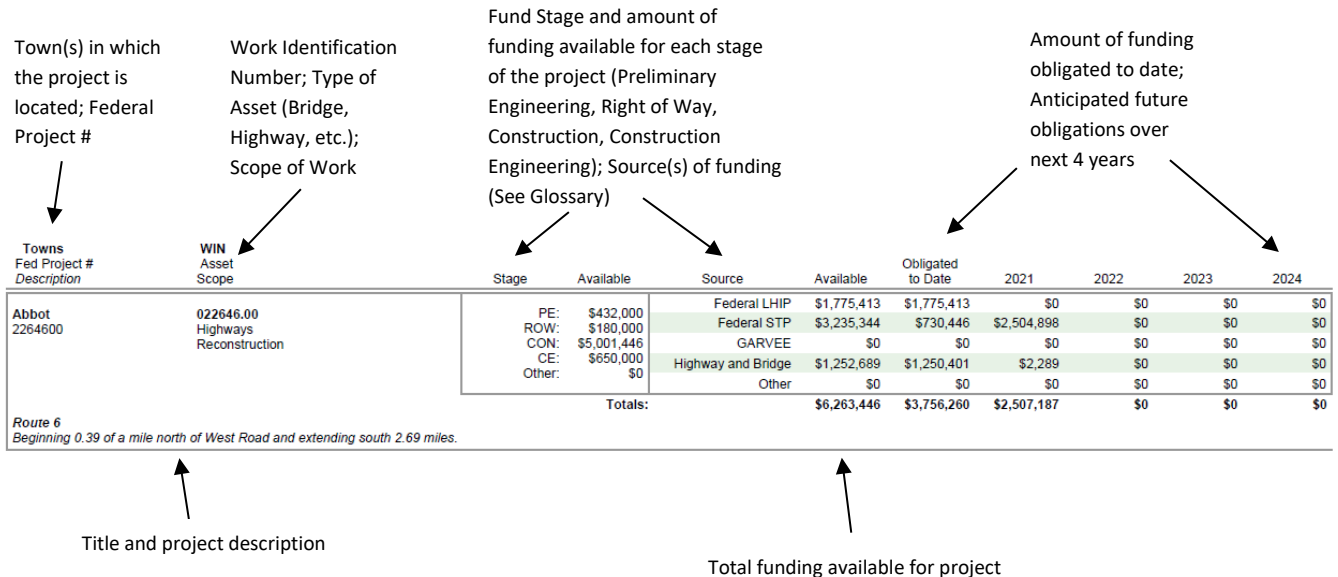 Town(s) in which
the project is
located; Federal
Project #
Work Identification
Number; Type of
Asset (Bridge,
Highway, etc.);
Scope of Work
Fund Stage and amount of
funding available for each stage
of the project (Preliminary
Engineering, Right of Way,
Construction, Construction
Engineering); Source(s) of funding
(See Glossary)
Amount of funding
obligated to date;
Anticipated future
obligations over
next 4 years
Towns WIN
Fed Project # Asset Obligated
Description Scope Stage Available Source Available to Date 2021 2022 2023 2024
Abbot 022646.00 PE: $432,000 Federal LHIP $1,775,413 $1,775,413 $0 $0 $0 $0
2264600 Highways ROW: $180,000 Federal STP $3,235,344 $730,446 $2,504,898 $0 $0 $0
Reconstruction CON: $5,001,446 GARVEE $0 $0 $0 $0 $0 $0
CE: $650,000 Highway and Bridge $1,252,689 $1,250,401 $2,289 $0 $0 $0
Other: $0 Other $0 $0 $0 $0 $0 $0
Totals: $6,263,446 $3,756,260 $2,507,187 $0 $0 $0
Route 6
Beginning 0.39 of a mile north of West Road and extending south 2.69 miles.
Title and project description
Total funding available for project